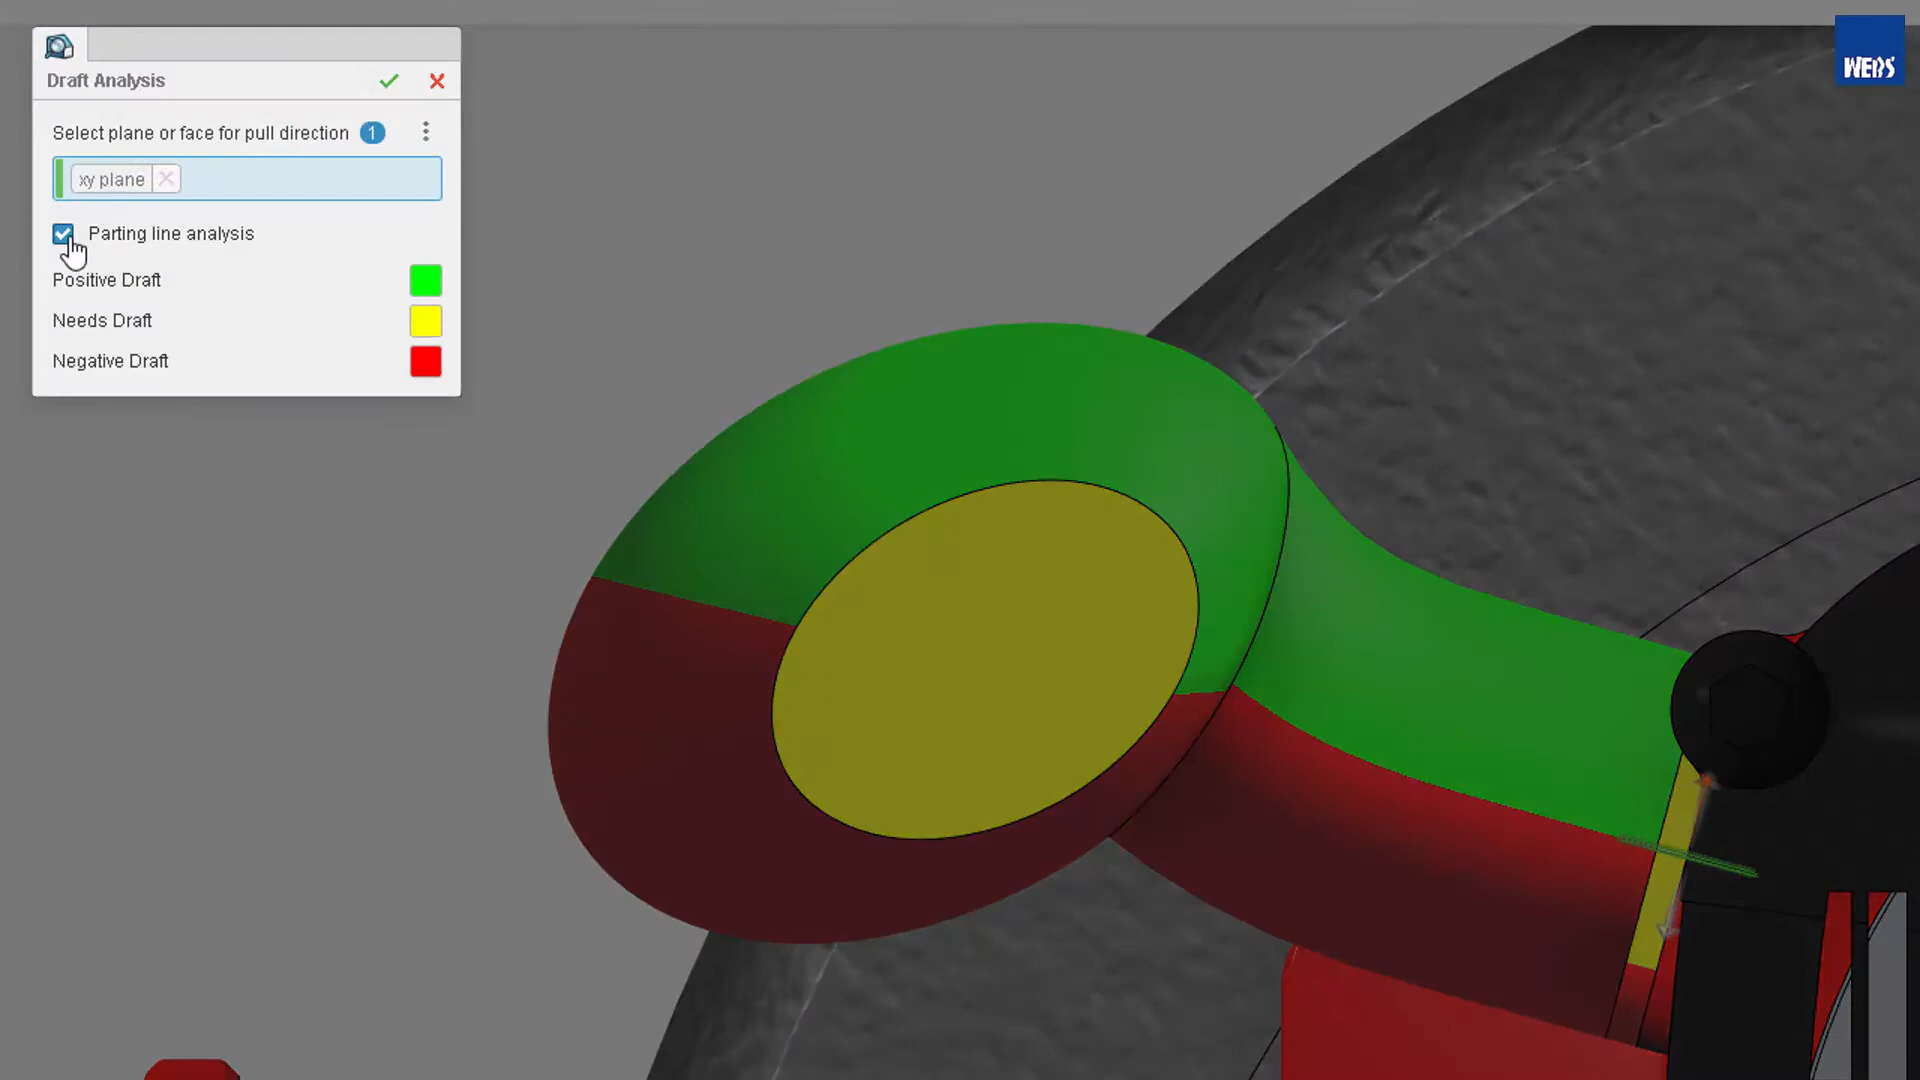 WEBS
Draft Analysis
Select plane or face for pull direction 1
xy plane
Parting line analysis
Positive Draft
Needs Draft
Negative Draft